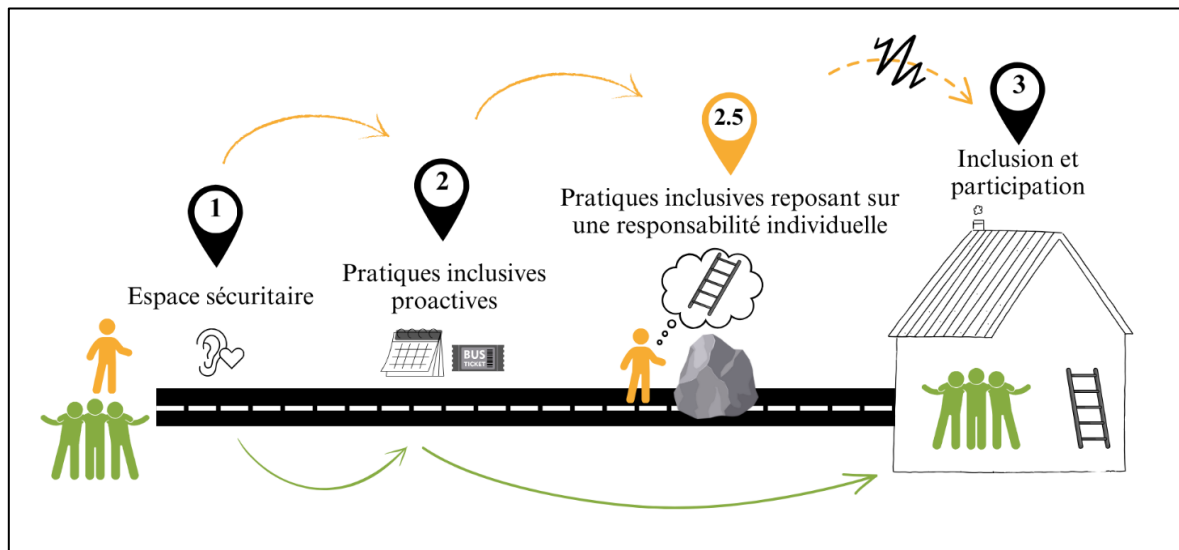 1
Espace sécuritaire
2
Pratiques inclusives
proactives
BUS
TICKET
2.5
Pratiques inclusives reposant sur
une responsabilité individuelle
3
Inclusion et
participation